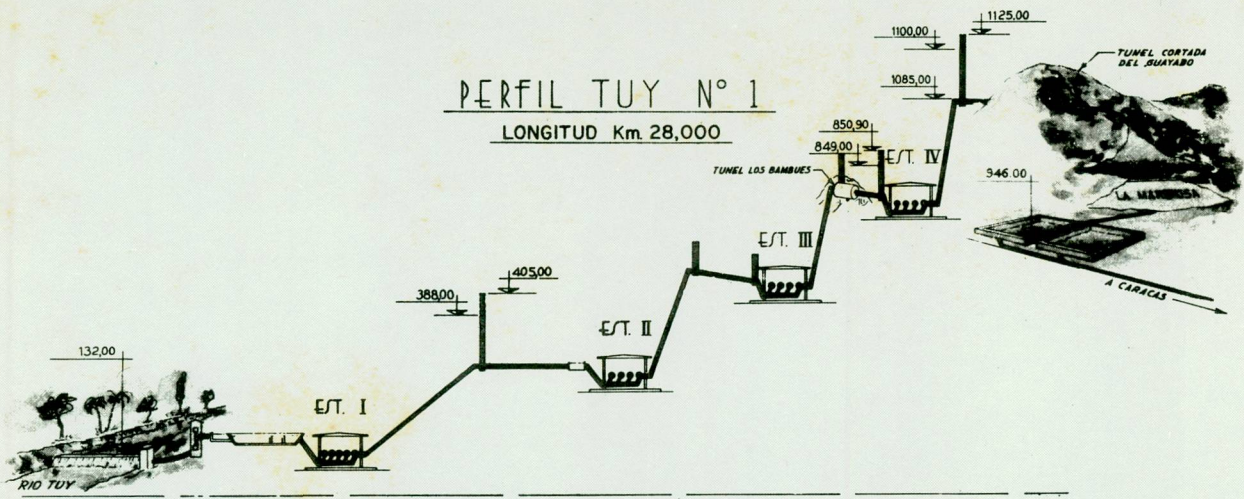 PERFIL TUY Nº 1
LONGITUD Km. 28,000
1125,00
1100,00
1085,00
TUNEL CORTADA
DEL GUAYABO
850,90
849,00
EST. IV
TUNEL LOS BAMBUES
946.00
LA MARIPOSA
EST. III
A CARACAS
405,00
388,00
EST. II
132,00
EST. I
RIO TUY